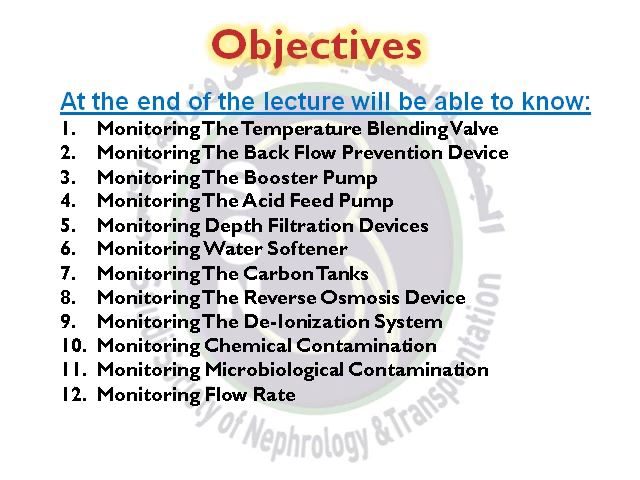 Objectives
At the end of the lecture will be able to know:
1. Monitoring The Temperature Blending Valve
2. Monitoring The Back Flow Prevention Device
3. Monitoring The Booster Pump
4. Monitoring The Acid Feed Pump
5. Monitoring Depth Filtration Devices
6. Monitoring Water Softener
7. Monitoring The Carbon Tanks
8. Monitoring The Reverse Osmosis Device
9. Monitoring The De-Ionization System
10. Monitoring Chemical Contamination
11. Monitoring Microbiological Contamination
12. Monitoring Flow Rate
of Nephrology & Transplantation